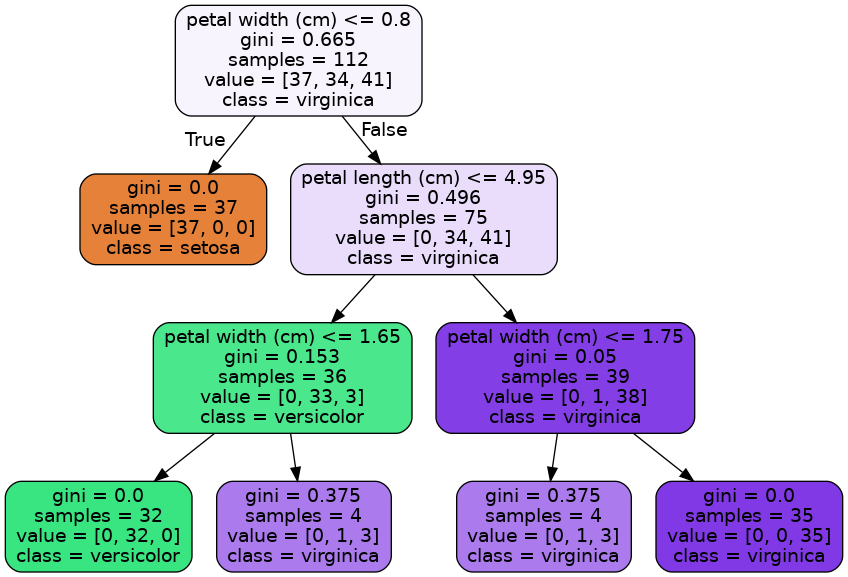 petal width (cm) <= 0.8
gini = 0.665
samples = 112
value = [37, 34, 41]
class = virginica
True
False
gini = 0.0
samples = 37
value = [37, 0, 0]
class = setosa
petal length (cm) <= 4.95
gini = 0.496
samples = 75
value = [0, 34, 41]
class = virginica
petal width (cm) <= 1.65
gini = 0.153
samples = 36
value = [0, 33, 3]
class = versicolor
petal width (cm) <= 1.75
gini = 0.05
samples = 39
value = [0, 1, 38]
class = virginica
gini = 0.0
samples = 32
value = [0, 32, 0]
class = versicolor
gini = 0.375
samples = 4
value = [0, 1, 3]
class = virginica
gini = 0.375
samples = 4
value = [0, 1, 3]
class = virginica
gini = 0.0
samples = 35
value = [0, 0, 35]
class = virginica